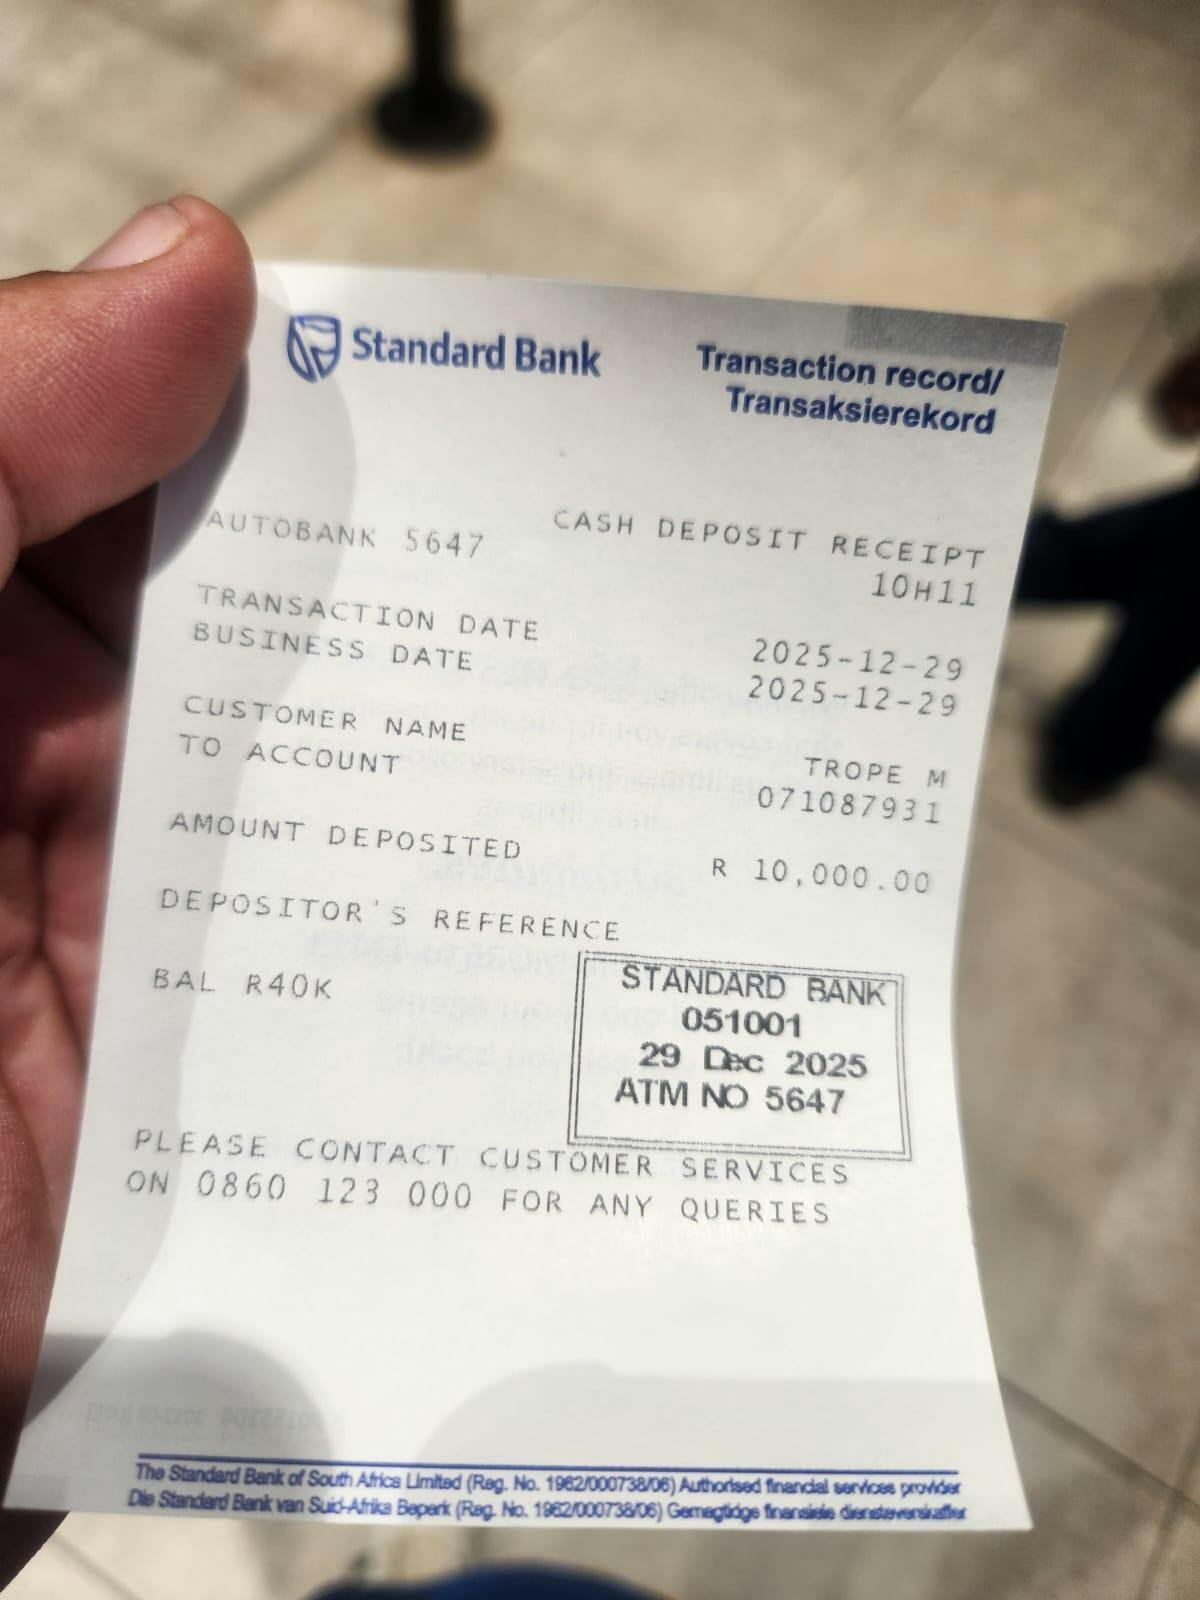 Standard Bank
Transaction record/
Transaksierekord
CASH DEPOSIT RECEIPT
AUTOBANK 5647 10H11
TRANSACTION DATE 2025-12-29
BUSINESS DATE 2025-12-29
CUSTOMER NAME TROPE M
TO ACCOUNT 071087931
AMOUNT DEPOSITED R 10,000.00
DEPOSITOR'S REFERENCE
BAL R40K
STANDARD BANK
051001
29 Dec 2025
ATM NO 5647
PLEASE CONTACT CUSTOMER SERVICES
ON 0860 123 000 FOR ANY QUERIES
The Standard Bank of South Africa Limited (Reg. No. 1962/000738/06) Authorised financial services provider
Die Standard Bank van Suid-Afrika Beperk (Reg. No. 1962/000738/06) Gemagtigde finansiële diensteverskaffer